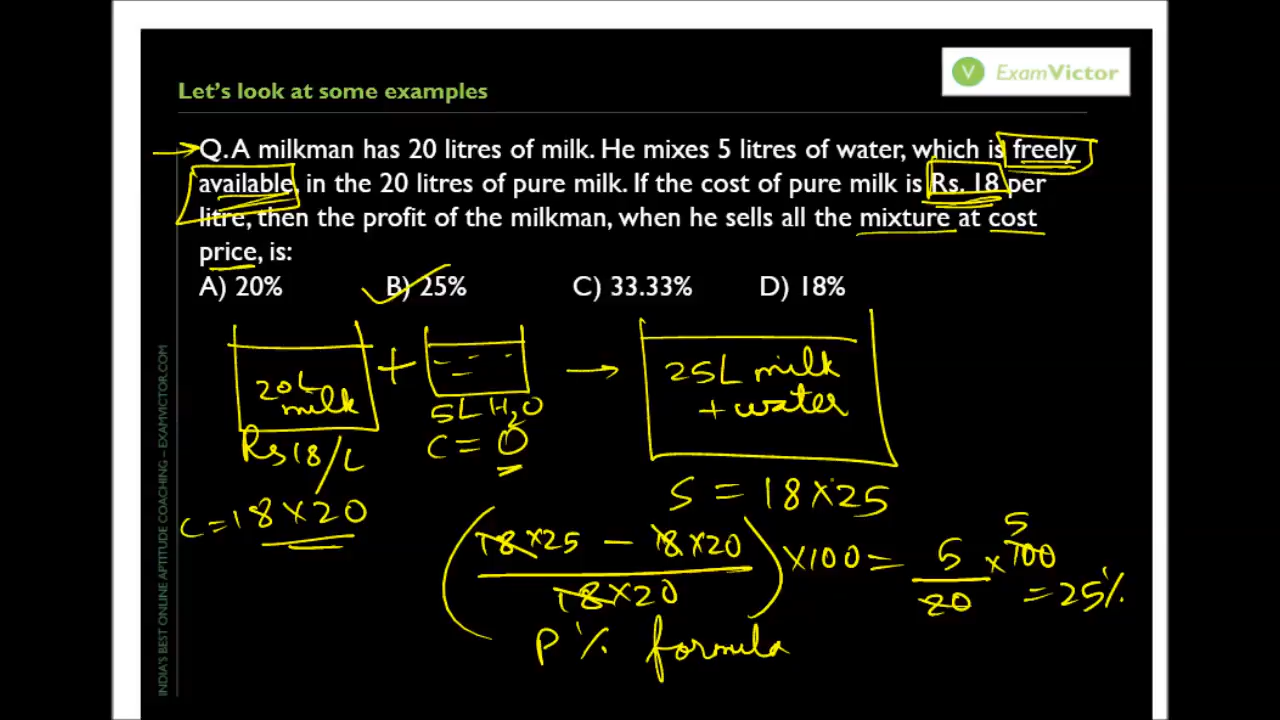 ExamVictor
Let's look at some examples
Q. A milkman has 20 litres of milk. He mixes 5 litres of water, which is freely
available, in the 20 litres of pure milk. If the cost of pure milk is Rs. 18 per
litre, then the profit of the milkman, when he sells all the mixture at cost
price, is:
A) 20% B) 25% C) 33.33% D) 18%
20L milk + 5L H₂O → 25L milk + water
Rs 18/L
C = 0
C = 18 × 20
S = 18 × 25
(18 × 25 − 18 × 20 / 18 × 20) × 100 = 5/20 × 100 5
= 25%
P% formula
INDIA'S BEST ONLINE APTITUDE COACHING – EXAMVICTOR.COM